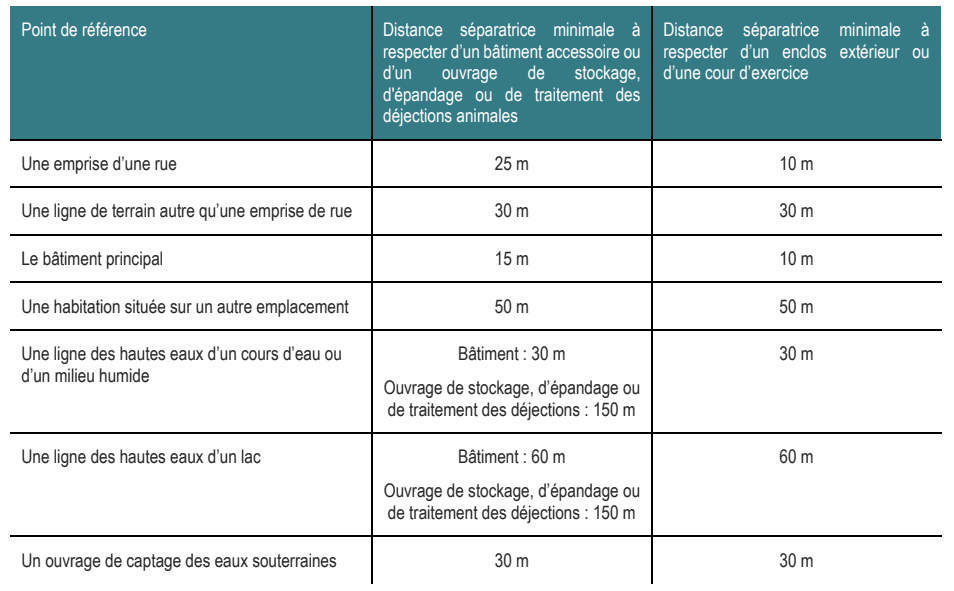 Point de référence
Distance séparatrice minimale à
respecter d'un bâtiment accessoire ou
d'un ouvrage de stockage,
d'épandage ou de traitement des
déjections animales
Distance séparatrice minimale à
respecter d'un enclos extérieur ou
d'une cour d'exercice
Une emprise d'une rue
25 m
10 m
Une ligne de terrain autre qu'une emprise de rue
30 m
30 m
Le bâtiment principal
15 m
10 m
Une habitation située sur un autre emplacement
50 m
50 m
Une ligne des hautes eaux d'un cours d'eau ou
d'un milieu humide
Bâtiment : 30 m
Ouvrage de stockage, d'épandage ou
de traitement des déjections : 150 m
30 m
Une ligne des hautes eaux d'un lac
Bâtiment : 60 m
Ouvrage de stockage, d'épandage ou
de traitement des déjections : 150 m
60 m
Un ouvrage de captage des eaux souterraines
30 m
30 m